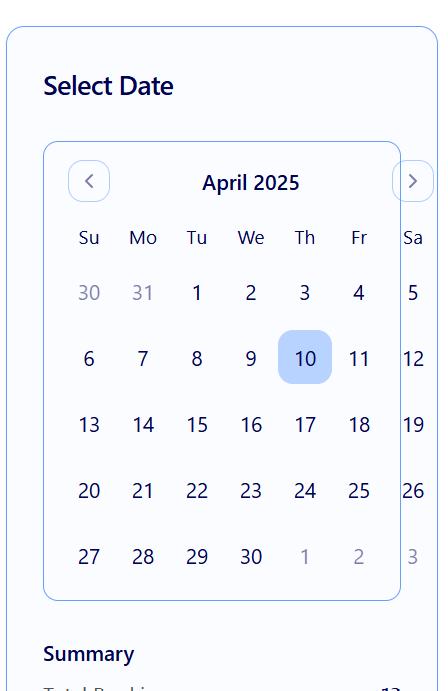 Select Date
April 2025
Su Mo Tu We Th Fr Sa
30 31 1 2 3 4 5
6 7 8 9 10 11 12
13 14 15 16 17 18 19
20 21 22 23 24 25 26
27 28 29 30 1 2 3
Summary